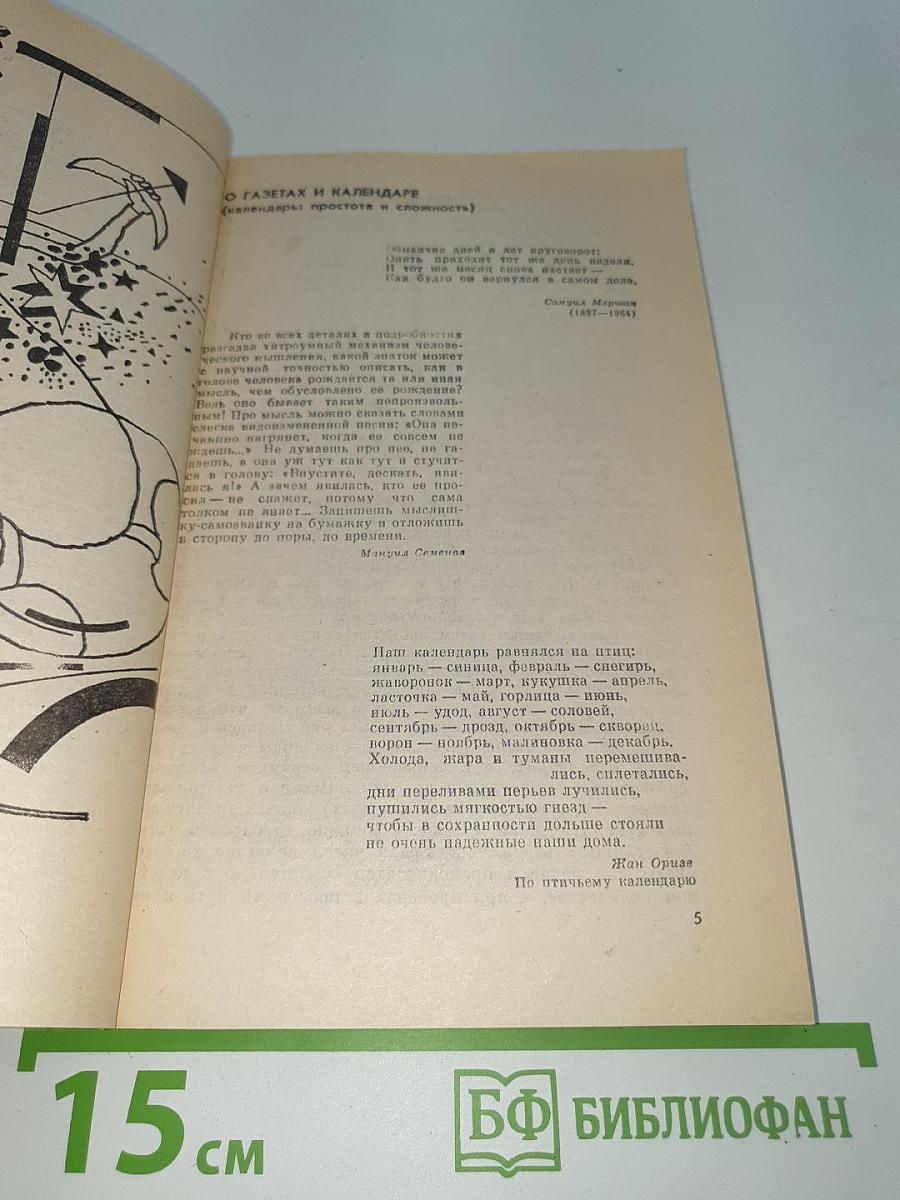 О ГАЗЕТАХ И КАЛЕНДАРЕ
(календарь: простота и сложность)
Обманчив дней и лет круговорот:
Опять приходит тот же день недели,
И тот же месяц снова настает —
Как будто он вернулся в самом деле.
Самуил Маршак
(1887—1964)
Кто во всех деталях и подробностях
разгадал хитроумный механизм челове-
ческого мышления, какой знаток может
с научной точностью описать, как в
голове человека рождается та или иная
мысль, чем обусловлено ее рождение?
Ведь оно бывает таким непроизволь-
ным! Про мысль можно сказать словами
слегка видоизмененной песни: «Она не-
чаянно нагрянет, когда ее совсем не
ждешь...» Не думаешь про нее, не га-
даешь, а она уж тут как тут и стучит-
ся в голову: «Впустите, дескать, яви-
лась я!» А зачем явилась, кто ее про-
сил — не скажет, потому что сама
толком не знает... Запишешь мыслиш-
ку-самозванку на бумажку и отложишь
в сторону до поры, до времени.
Мануил Семенов
Наш календарь равнялся на птиц:
январь — синица, февраль — снегирь,
жаворонок — март, кукушка — апрель,
ласточка — май, горлица — июнь,
июль — удод, август — соловей,
сентябрь — дрозд, октябрь — скворец,
ворон — ноябрь, малиновка — декабрь.
Холода, жара и туманы перемешива-
лись, сплетались,
дни переливами перьев лучились,
пушились мягкостью гнезд —
чтобы в сохранности дольше стояли
не очень надежные наши дома.
Жан Оризе
По птичьему календарю
5
15 см
БФ БИБЛИОФАН